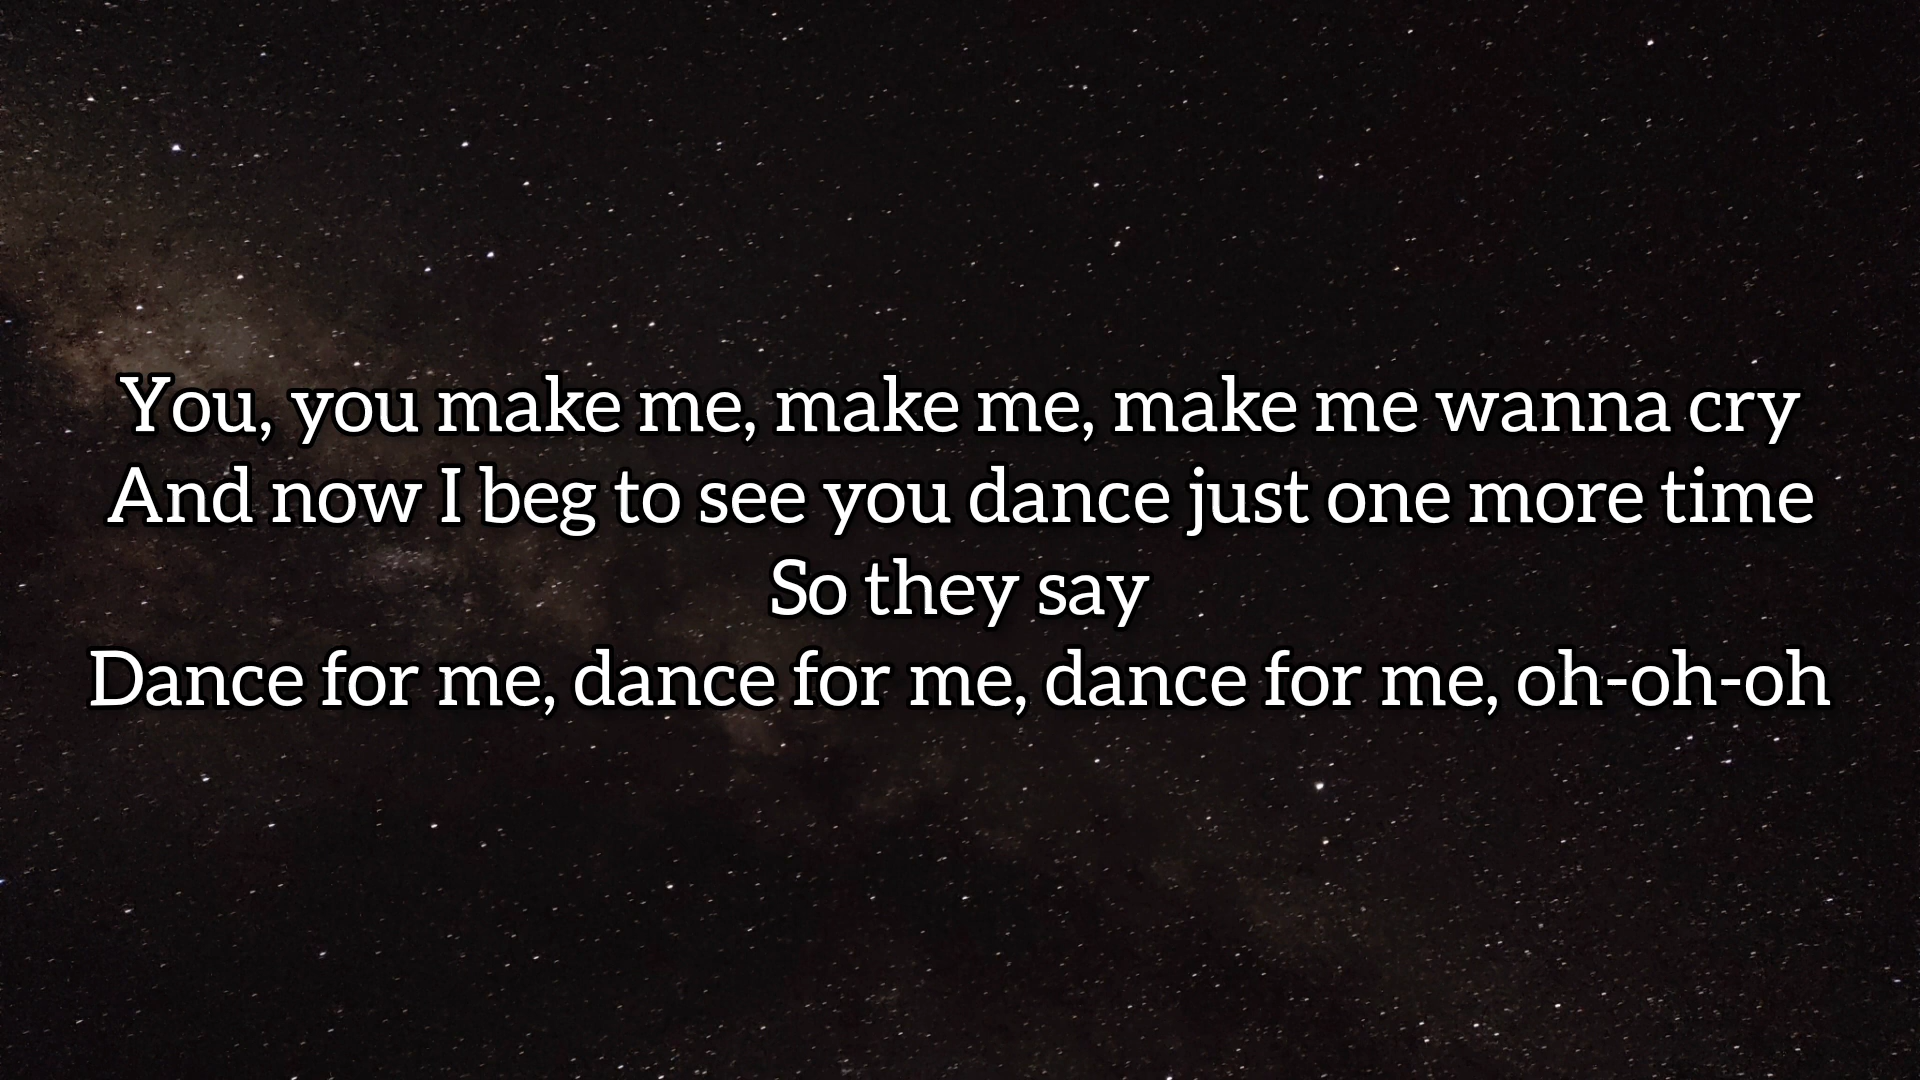 You, you make me, make me, make me wanna cry
And now I beg to see you dance just one more time
So they say
Dance for me, dance for me, dance for me, oh-oh-oh